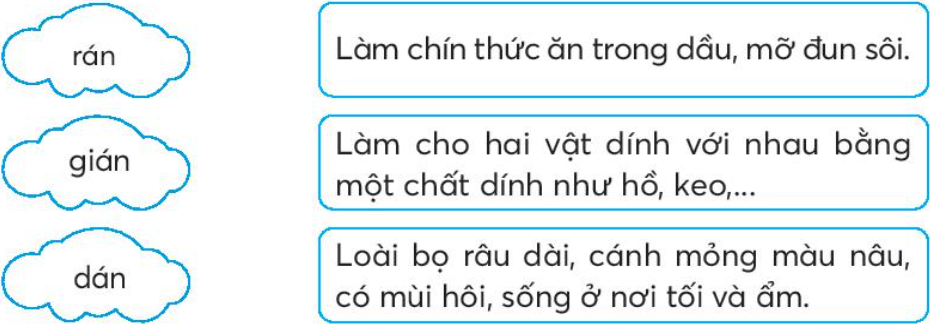 rán
Làm chín thức ăn trong dầu, mỡ đun sôi.
gián
Làm cho hai vật dính với nhau bằng
một chất dính như hồ, keo,...
dán
Loài bọ râu dài, cánh mỏng màu nâu,
có mùi hôi, sống ở nơi tối và ẩm.